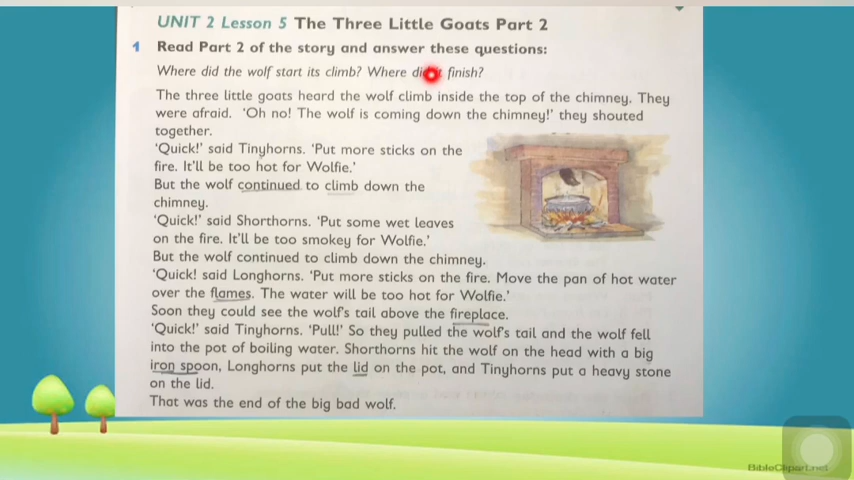 UNIT 2 Lesson 5 The Three Little Goats Part 2
1 Read Part 2 of the story and answer these questions:
Where did the wolf start its climb? Where did it finish?
The three little goats heard the wolf climb inside the top of the chimney. They
were afraid. 'Oh no! The wolf is coming down the chimney!' they shouted
together.
'Quick!' said Tinyhorns. 'Put more sticks on the
fire. It'll be too hot for Wolfie.'
But the wolf continued to climb down the
chimney.
'Quick!' said Shorthorns. 'Put some wet leaves
on the fire. It'll be too smokey for Wolfie.'
But the wolf continued to climb down the chimney.
'Quick! said Longhorns. 'Put more sticks on the fire. Move the pan of hot water
over the flames. The water will be too hot for Wolfie.'
Soon they could see the wolf's tail above the fireplace.
'Quick!' said Tinyhorns. 'Pull!' So they pulled the wolf's tail and the wolf fell
into the pot of boiling water. Shorthorns hit the wolf on the head with a big
iron spoon, Longhorns put the lid on the pot, and Tinyhorns put a heavy stone
on the lid.
That was the end of the big bad wolf.
BibleClipart.net